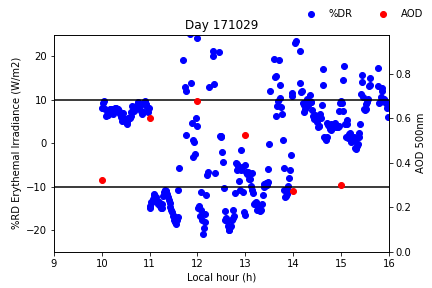 %DR AOD
Day 171029
%RD Erythemal Irradiance (W/m2)
20
10
0
−10
−20
0.8
0.6
0.4
0.2
0.0
AOD 500nm
9 10 11 12 13 14 15 16
Local hour (h)